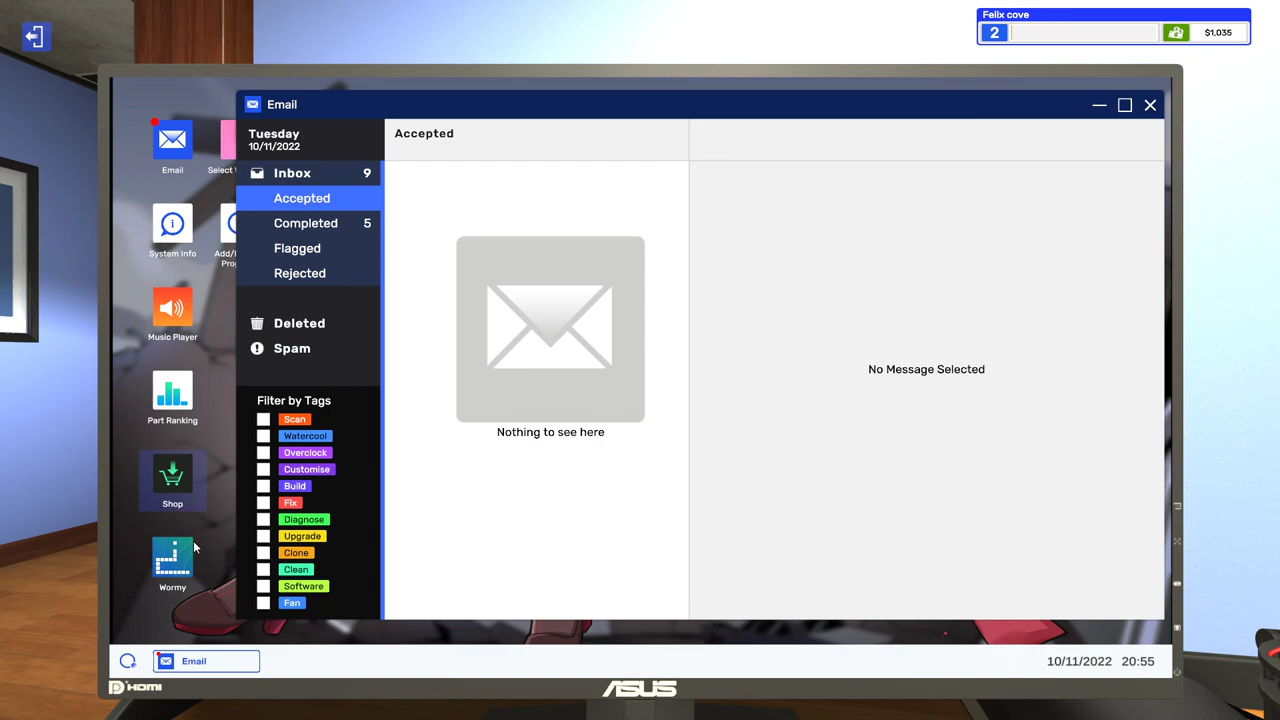 Felix cove
2
$1,035
Email
Tuesday
10/11/2022
Accepted
Inbox 9
Accepted
Completed 5
Flagged
Rejected
Deleted
Spam
Filter by Tags
Scan
Watercool
Overclock
Customise
Build
Fix
Diagnose
Upgrade
Clone
Clean
Software
Fan
Nothing to see here
No Message Selected
Email
Select
System Info
Add/
Music Player
Part Ranking
Shop
Wormy
Email
10/11/2022 20:55
HDMI
ASUS